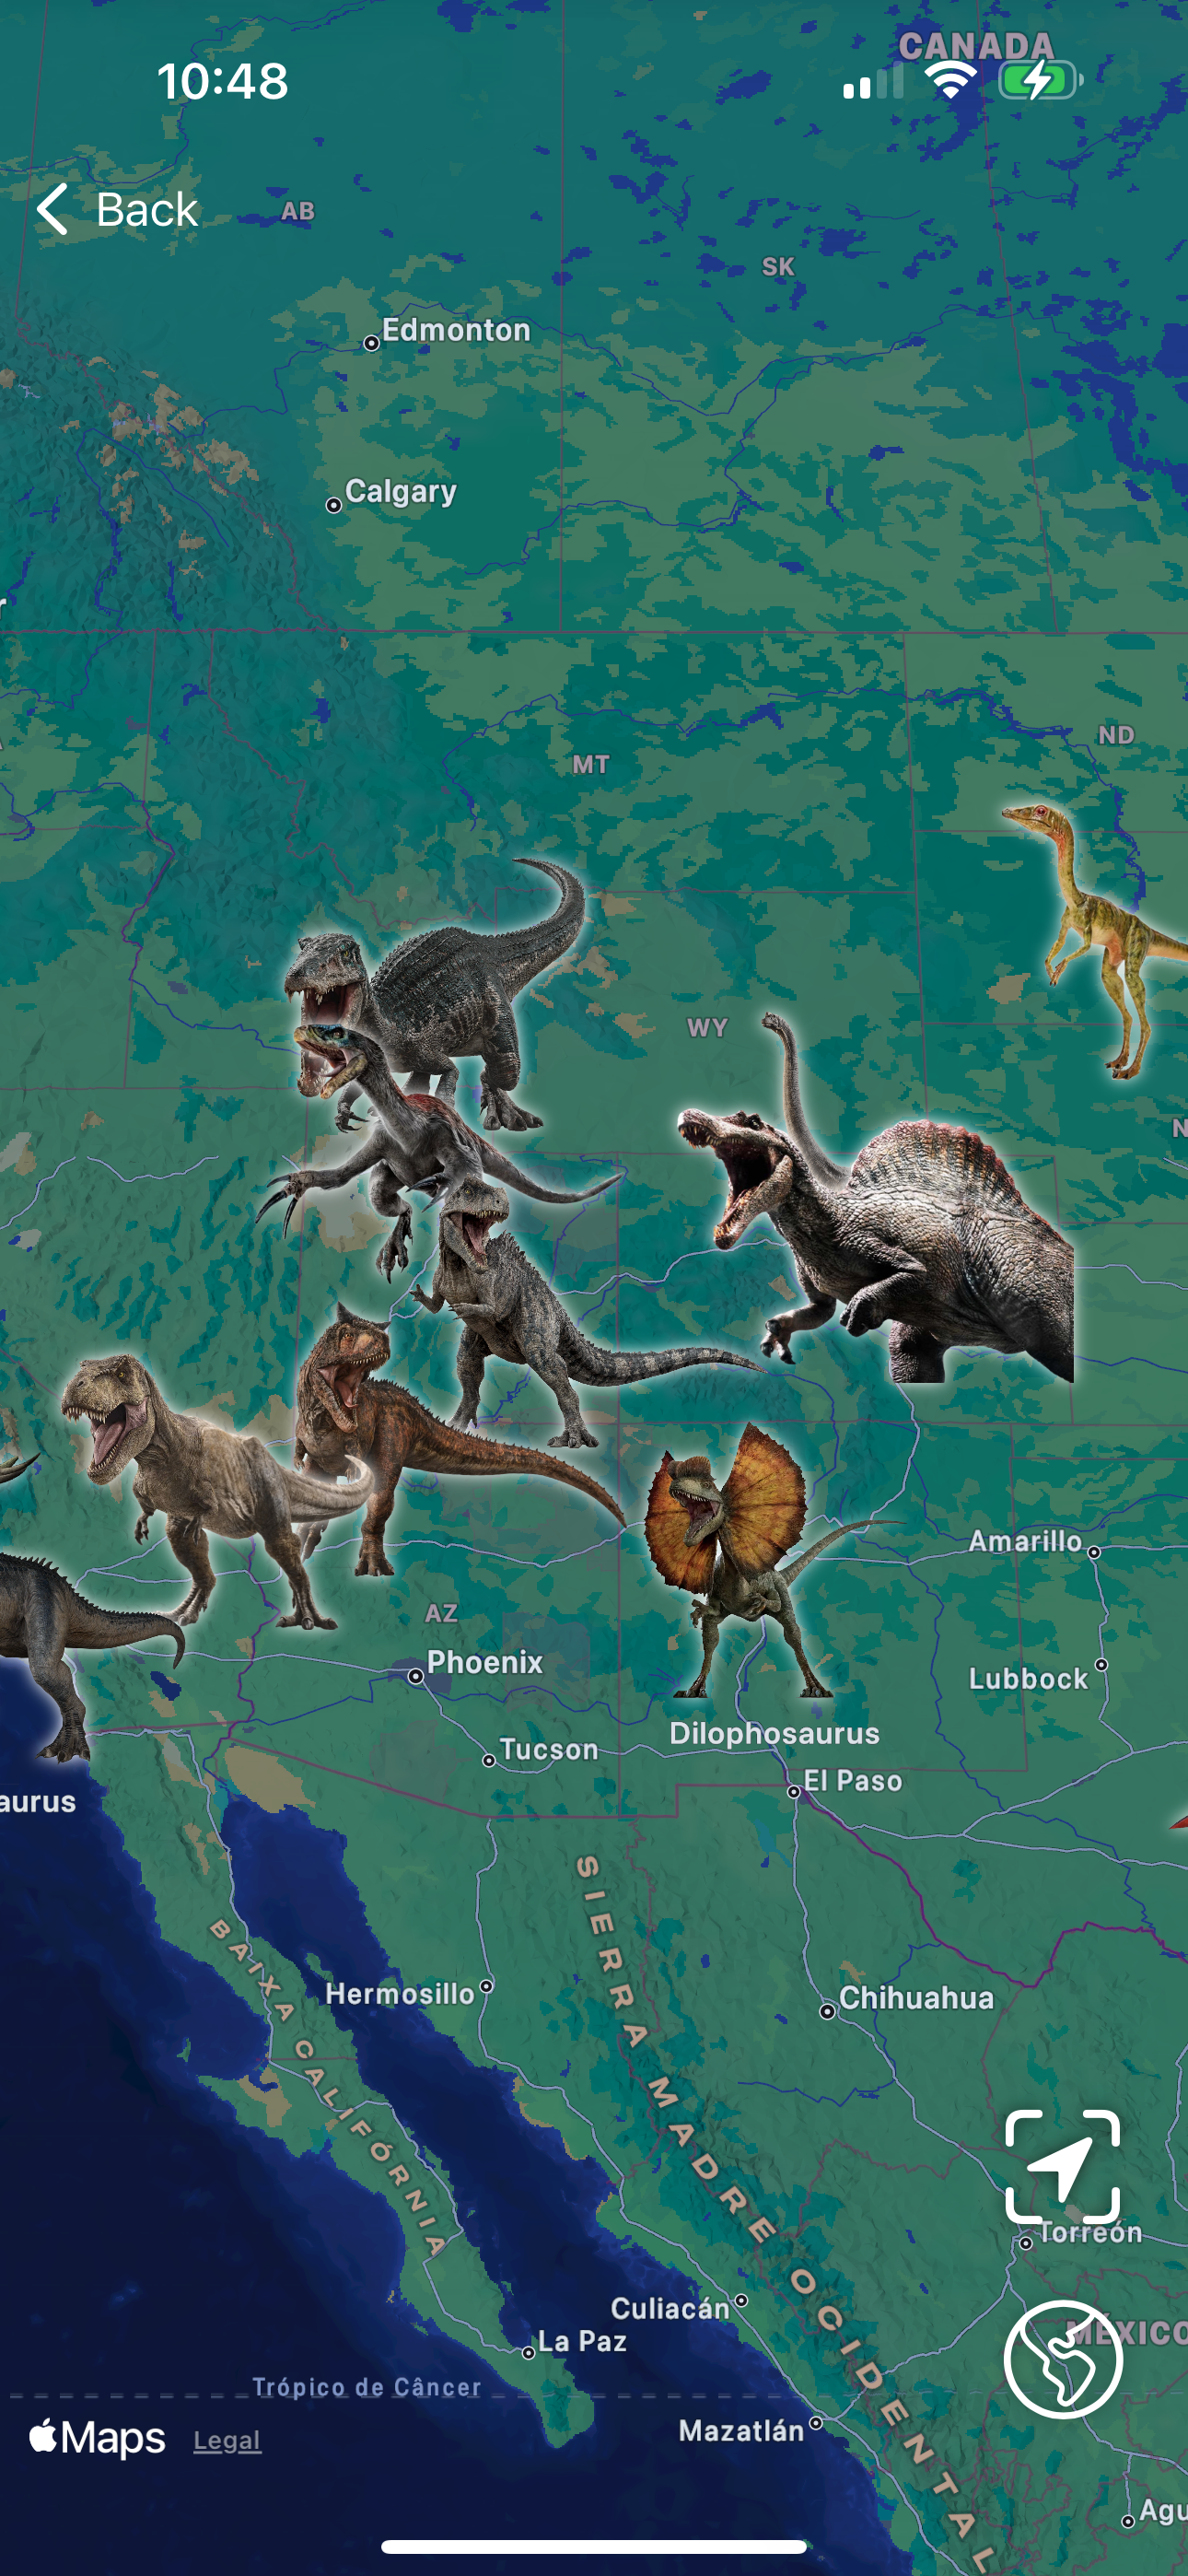 CANADA
10:48
Back
AB
SK
Edmonton
Calgary
MT
ND
WY
Amarillo
AZ
Phoenix
Lubbock
Tucson
Dilophosaurus
El Paso
aurus
SIERRA MADRE OCIDENTAL
BAIXA CALIFÓRNIA
Hermosillo
Chihuahua
Torreón
Culiacán
MÉXICO
La Paz
Trópico de Câncer
Mazatlán
Maps Legal
Agu